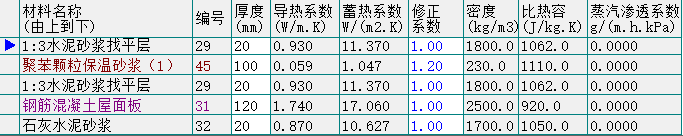 材料名称 编号 厚度 导热系数 蓄热系数 修正 密度 比热容 蒸汽渗透系数
(由上到下) (mm) (W/m.K) (W/(m2.K) 系数 (kg/m3) (J/kg.K) g/(m.h.kPa)
1:3水泥砂浆找平层 29 20 0.930 11.370 1.00 1800.0 1062.0 0.0000
聚苯颗粒保温砂浆（1） 45 100 0.059 1.047 1.20 230.0 1110.0 0.0000
1:3水泥砂浆找平层 29 20 0.930 11.370 1.00 1800.0 1062.0 0.0000
钢筋混凝土屋面板 31 120 1.740 17.060 1.00 2500.0 920.0 0.0000
石灰水泥砂浆 32 20 0.870 10.627 1.00 1700.0 1050.0 0.0000